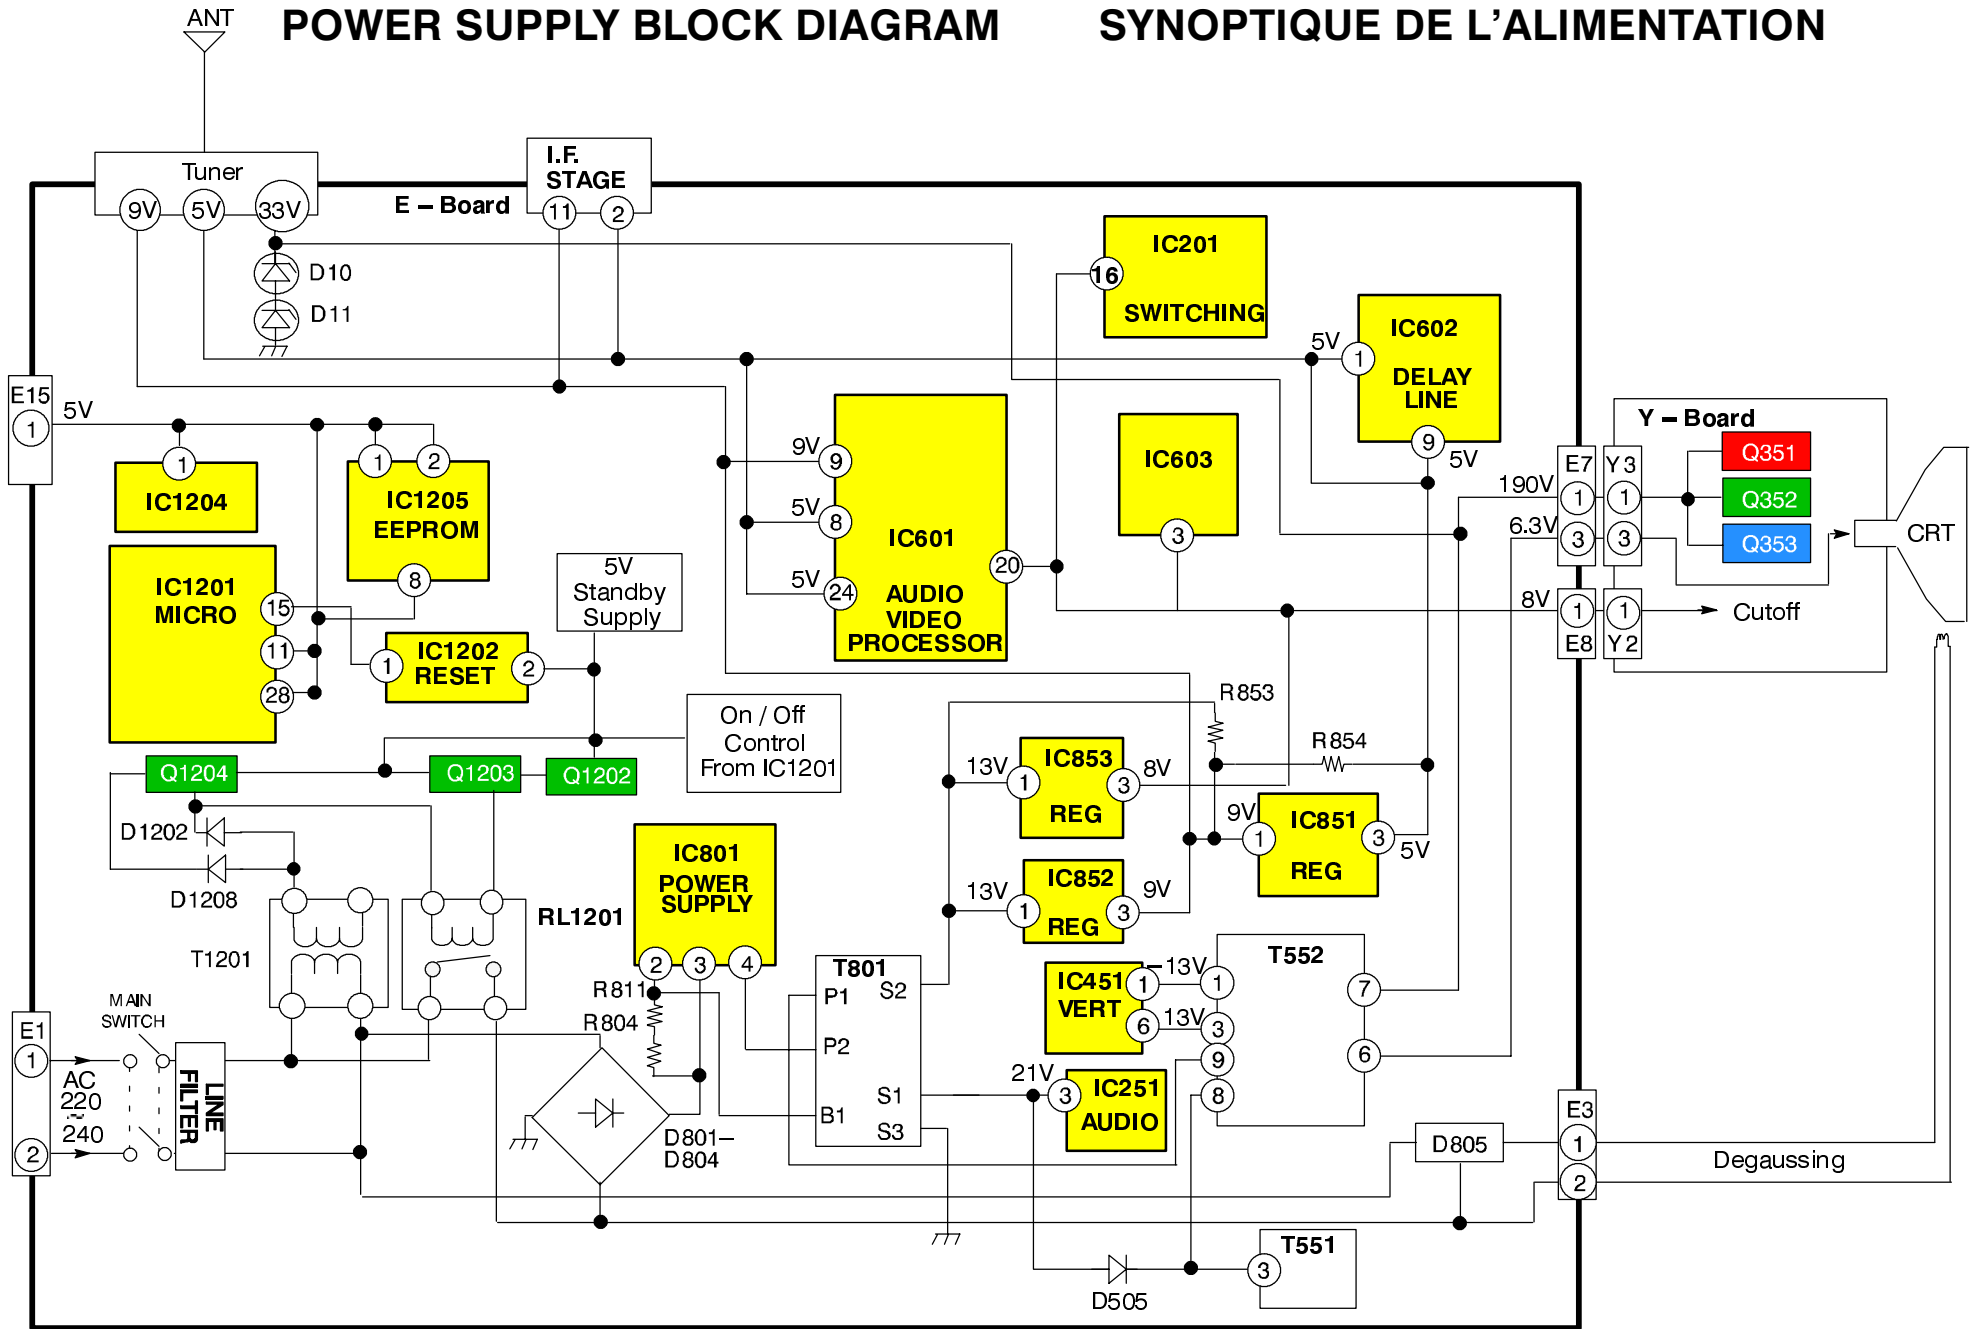 ANT
POWER SUPPLY BLOCK DIAGRAM
SYNOPTIQUE DE L’ALIMENTATION
Tuner
9V
5V
33V
E – Board
I.F.
STAGE
11
2
D10
D11
IC201
16
SWITCHING
IC602
5V
1
DELAY
LINE
9
5V
E15
1
5V
1
IC1204
1
2
IC1205
EEPROM
8
IC1201
MICRO
15
11
28
IC1202
RESET
1
2
5V
Standby
Supply
9V
9
5V
8
5V
24
IC601
AUDIO
VIDEO
PROCESSOR
20
IC603
3
190V
6.3V
8V
E7
1
3
1
E8
Y3
1
3
1
Y2
Y – Board
Q351
Q352
Q353
CRT
Cutoff
On / Off
Control
From IC1201
Q1204
Q1203
Q1202
D1202
D1208
T1201
RL1201
R853
R854
13V
1
IC853
REG
3
8V
9V
1
IC851
REG
3
5V
13V
1
IC852
REG
3
9V
IC801
POWER
SUPPLY
2
3
4
R811
R804
D801–
D804
T801
P1
P2
B1
S2
S1
S3
IC451
VERT
1
6
–13V
13V
T552
1
3
9
8
7
6
21V
3
IC251
AUDIO
MAIN
SWITCH
E1
1
2
AC
220
~
240
LINE
FILTER
D805
E3
1
2
Degaussing
D505
T551
3